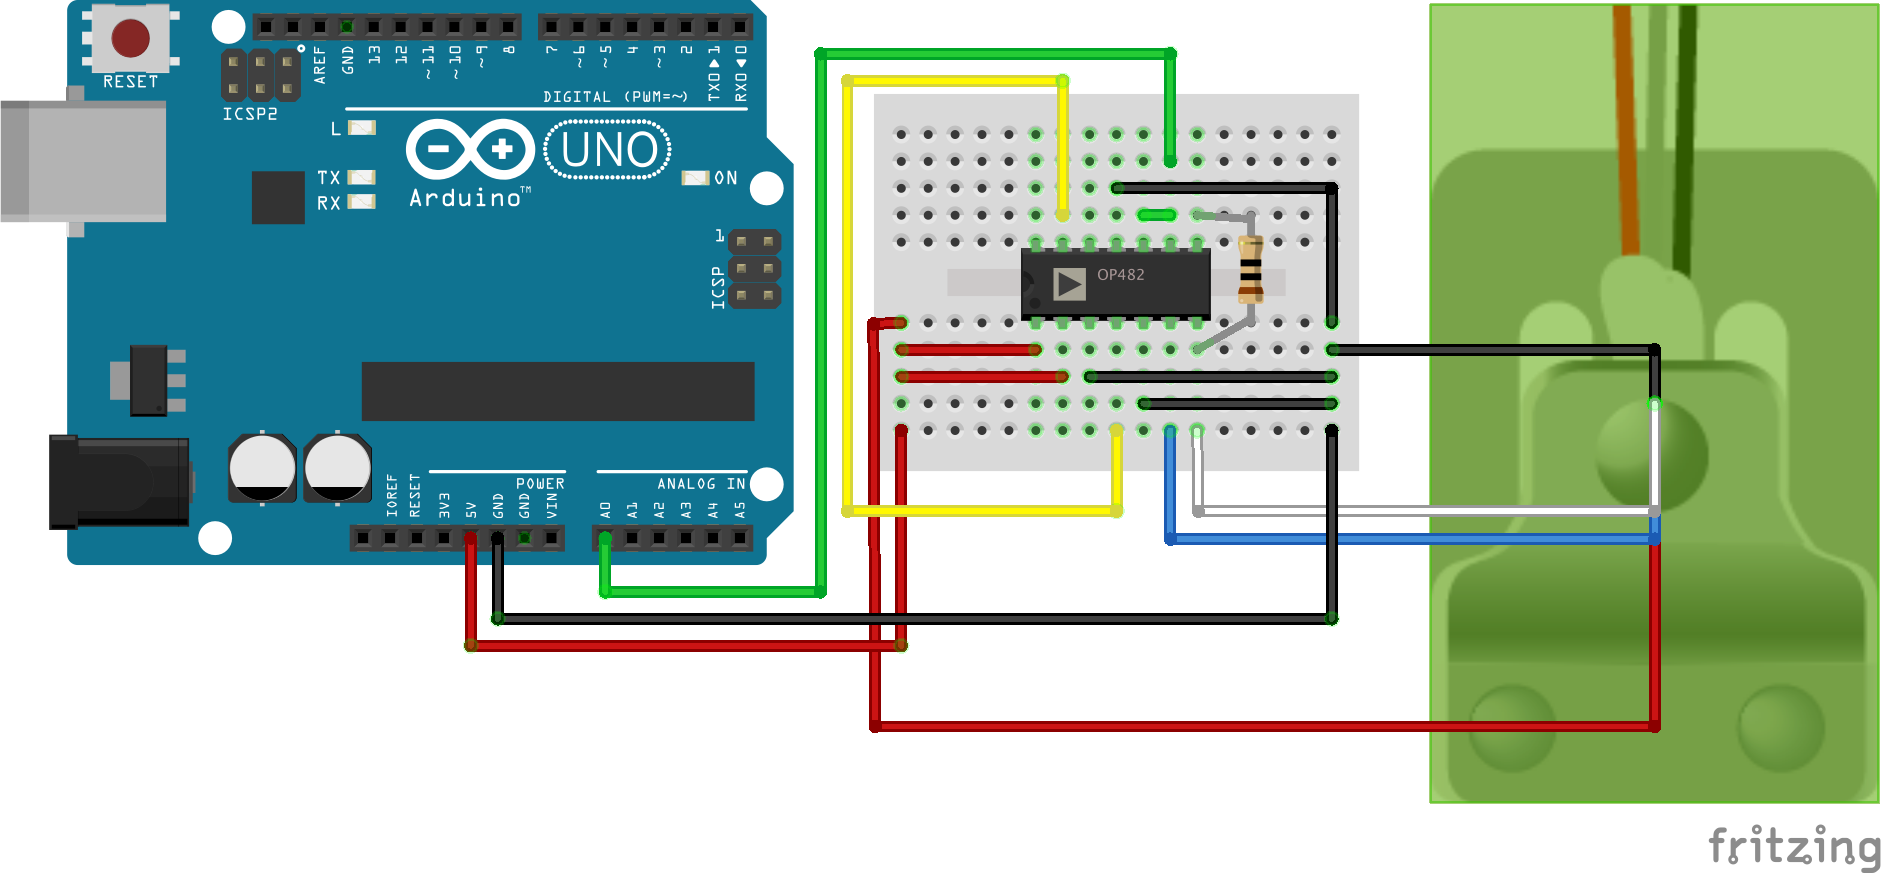 RESET
ICSP2
AREF
GND
13
12
~11
~10
~9
8
7
~6
~5
4
~3
2
TX0▶1
RX0◀0
DIGITAL (PWM=~)
L
TX
RX
UNO
Arduino™
ON
1
ICSP
OP482
POWER
ANALOG IN
IOREF
RESET
3V3
5V
GND
GND
VIN
A0
A1
A2
A3
A4
A5
fritzing